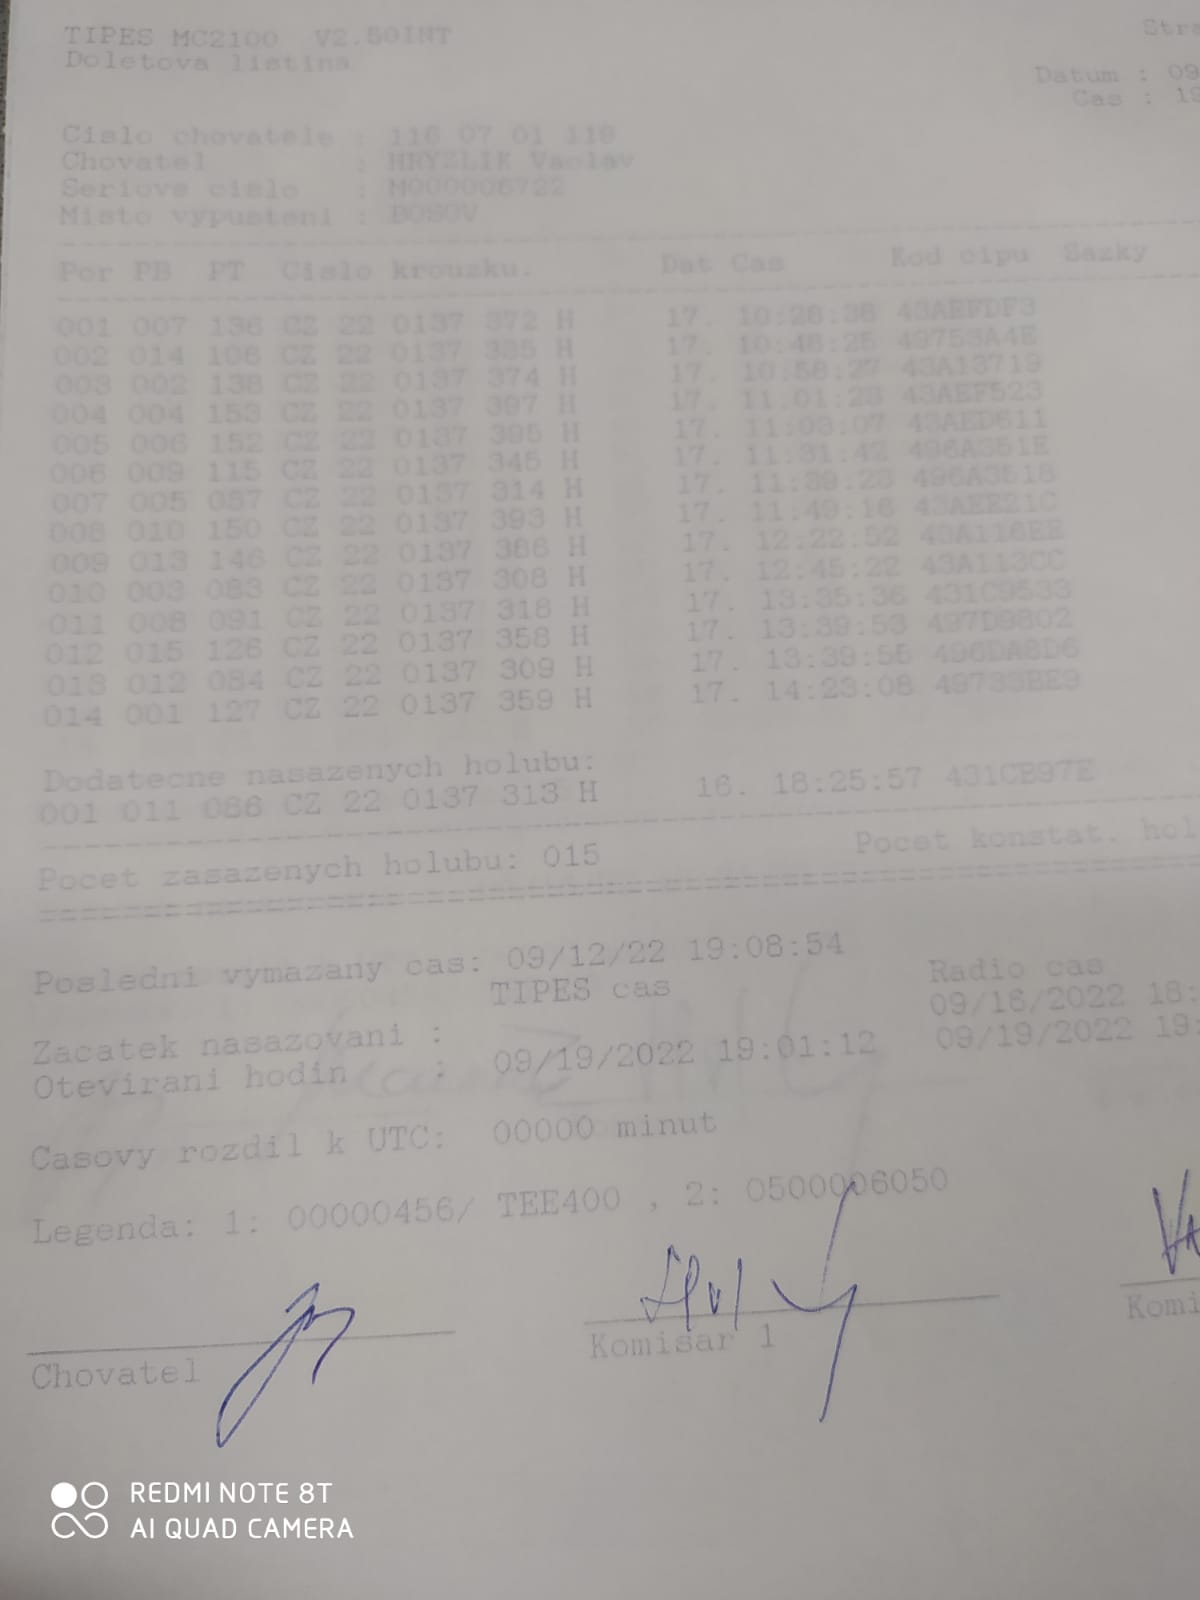 TIPES MC2100 V2.50INT
Doletova listina
Datum : 09
Cas : 19
Cislo chovatele : 116 07 01 110
Chovatel : HRYZLIK Vaclav
Seriove cislo : M000006722
Misto vypusteni : BOSOV
Por PB PT Cislo krouzku. Dat Cas Kod cipu Sazky
001 007 136 CZ 22 0137 372 H 17. 10:28:38 43AEFDF3
002 014 106 CZ 22 0137 335 H 17. 10:48:25 49753A4E
003 002 138 CZ 22 0137 374 H 17. 10:58:27 43A13719
004 004 153 CZ 22 0137 397 H 17. 11:01:23 43AEF523
005 006 152 CZ 22 0137 395 H 17. 11:03:07 43AED611
006 009 115 CZ 22 0137 345 H 17. 11:31:42 496A351E
007 005 087 CZ 22 0137 314 H 17. 11:39:23 496A3518
008 010 150 CZ 22 0137 393 H 17. 11:49:16 43AEE21C
009 013 146 CZ 22 0137 386 H 17. 12:22:52 43A116EE
010 003 083 CZ 22 0137 308 H 17. 12:45:22 43A113CC
011 008 091 CZ 22 0137 318 H 17. 13:35:36 431C9533
012 015 126 CZ 22 0137 358 H 17. 13:39:53 497D9802
013 012 084 CZ 22 0137 309 H 17. 13:39:55 496DA8D6
014 001 127 CZ 22 0137 359 H 17. 14:23:08 49733BE9
Dodatecne nasazenych holubu:
001 011 086 CZ 22 0137 313 H 16. 18:25:57 431CB97E
Pocet zasazenych holubu: 015 Pocet konstat. hol
Posledni vymazany cas: 09/12/22 19:08:54
TIPES cas Radio cas
Zacatek nasazovani : 09/16/2022 18:
Otevirani hodin : 09/19/2022 19:01:12 09/19/2022 19:
Casovy rozdil k UTC: 00000 minut
Legenda: 1: 00000456/ TEE400 , 2: 0500006050
Chovatel Komisar 1 Komi
REDMI NOTE 8T
AI QUAD CAMERA